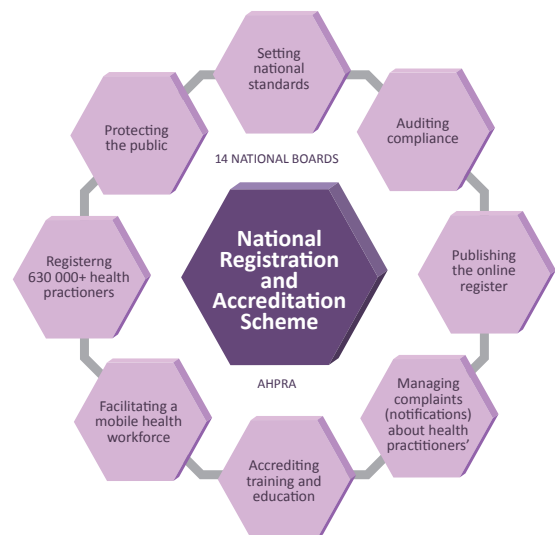 Setting
national
standards
Auditing
compliance
Protecting
the public
14 NATIONAL BOARDS
National
Registration
and
Accreditation
Scheme
Publishing
the online
register
Registerng
630 000+ health
practioners
AHPRA
Managing
complaints
(notifications)
about health
practitioners’
Facilitating a
mobile health
workforce
Accrediting
training and
education